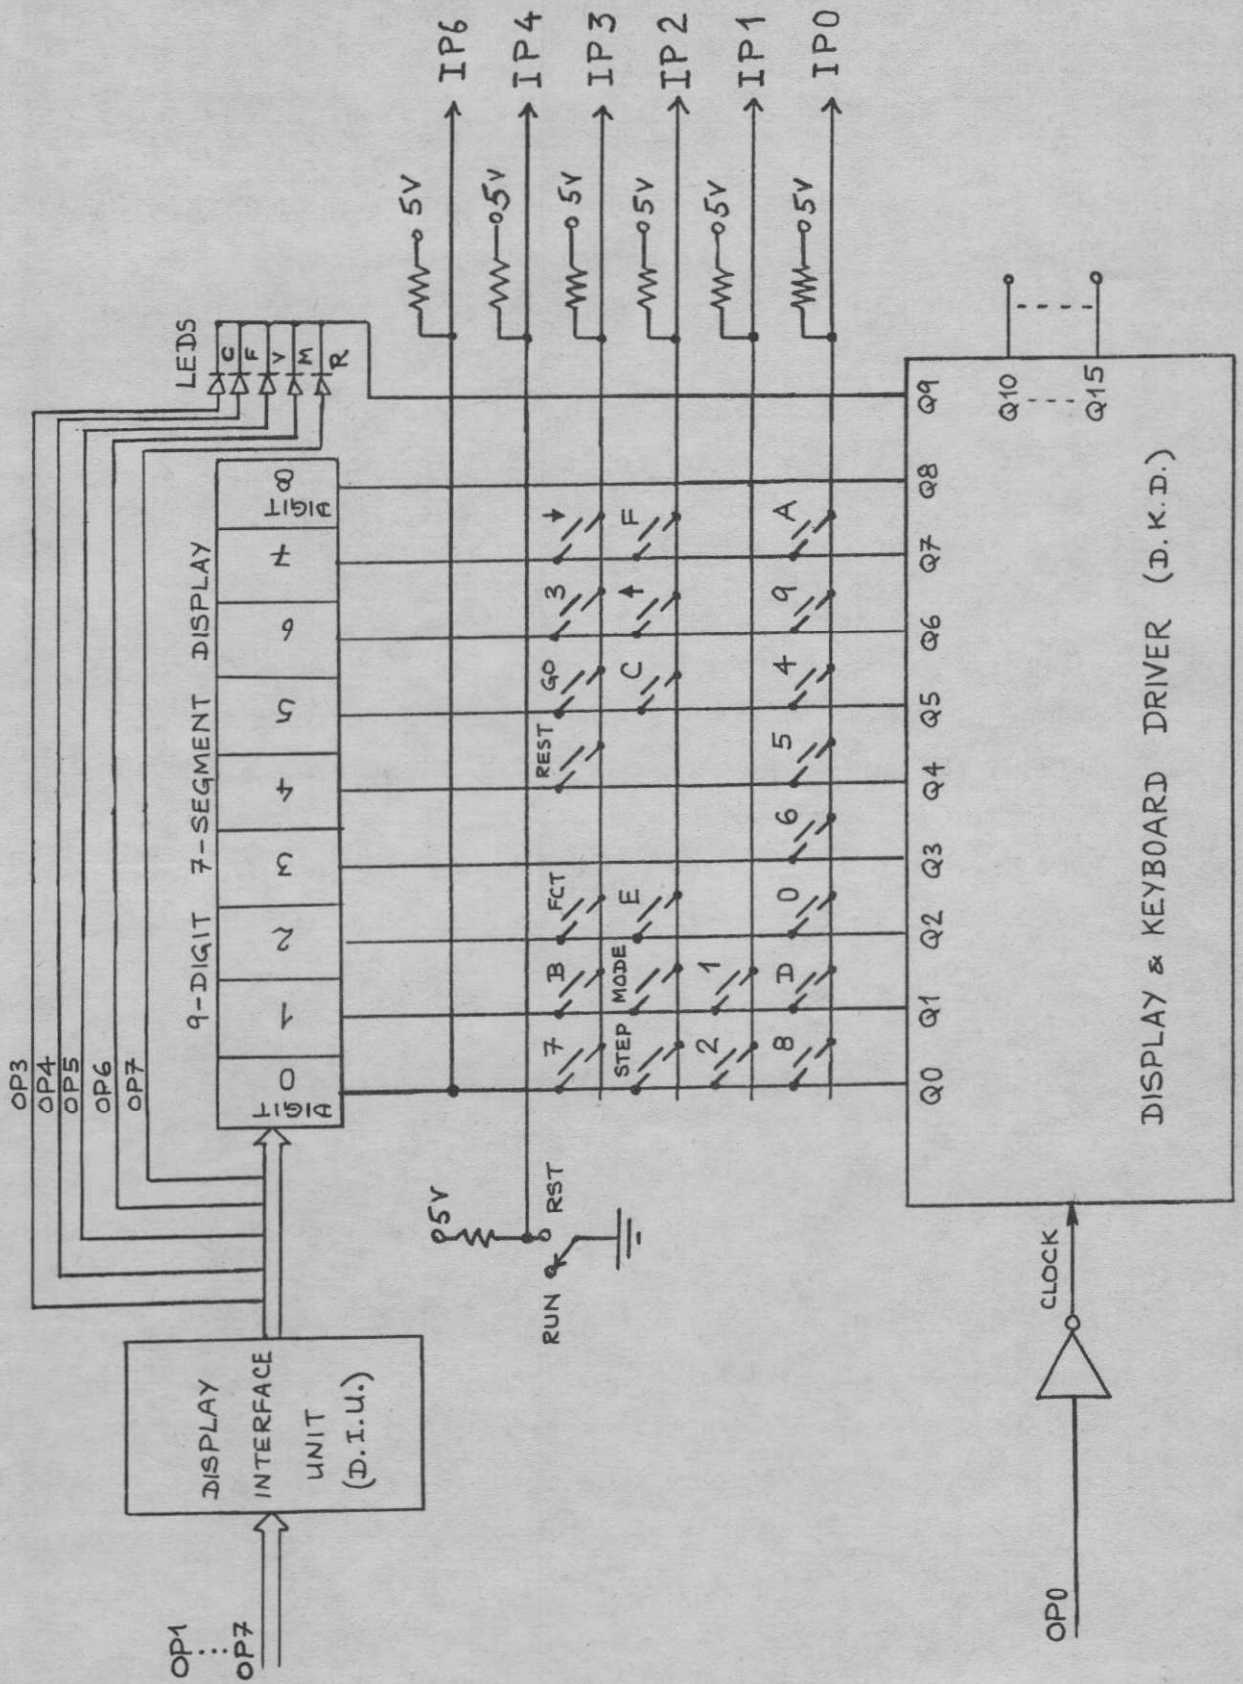 OP3
OP4
OP5
OP6
OP7
LEDS
C
F
V
M
R
9-DIGIT 7-SEGMENT DISPLAY
DIGIT 0
1
2
3
4
5
6
7
DIGIT 8
OP1
OP7
DISPLAY
INTERFACE
UNIT
(D.I.U.)
5V
RUN
RST
5V
IP6
5V
IP4
5V
IP3
5V
IP2
5V
IP1
5V
IP0
7 B FCT REST GO 3 ↓
STEP MODE E C ↑ F
2 1
8 D 0 6 5 4 9 A
Q0 Q1 Q2 Q3 Q4 Q5 Q6 Q7 Q8 Q9
Q10
Q15
OP0
CLOCK
DISPLAY & KEYBOARD DRIVER (D.K.D.)